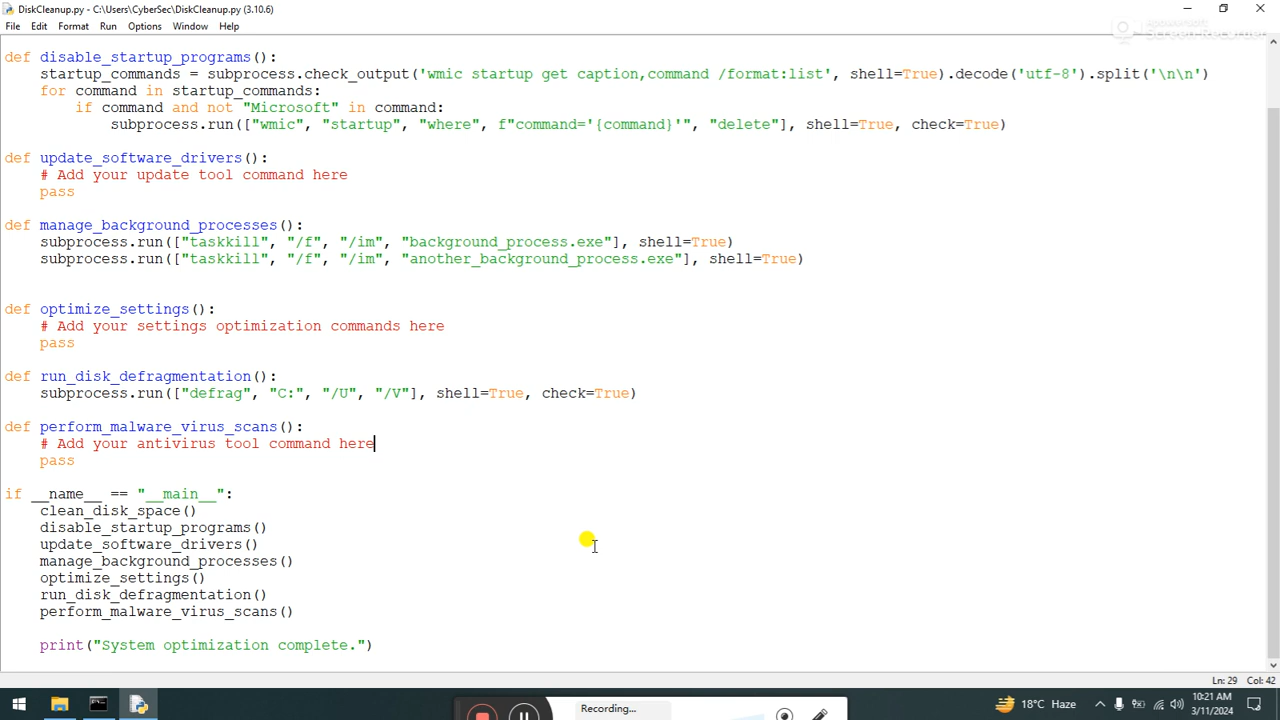 DiskCleanup.py - C:\Users\CyberSec\DiskCleanup.py (3.10.6)
File Edit Format Run Options Window Help
def disable_startup_programs():
    startup_commands = subprocess.check_output('wmic startup get caption,command /format:list', shell=True).decode('utf-8').split('\n\n')
    for command in startup_commands:
        if command and not "Microsoft" in command:
            subprocess.run(["wmic", "startup", "where", f"command='{command}'", "delete"], shell=True, check=True)
def update_software_drivers():
    # Add your update tool command here
    pass
def manage_background_processes():
    subprocess.run(["taskkill", "/f", "/im", "background_process.exe"], shell=True)
    subprocess.run(["taskkill", "/f", "/im", "another_background_process.exe"], shell=True)
def optimize_settings():
    # Add your settings optimization commands here
    pass
def run_disk_defragmentation():
    subprocess.run(["defrag", "C:", "/U", "/V"], shell=True, check=True)
def perform_malware_virus_scans():
    # Add your antivirus tool command here
    pass
if __name__ == "__main__":
    clean_disk_space()
    disable_startup_programs()
    update_software_drivers()
    manage_background_processes()
    optimize_settings()
    run_disk_defragmentation()
    perform_malware_virus_scans()
    print("System optimization complete.")
Ln: 29 Col: 42
Recording...
18°C Haze
10:21 AM
3/11/2024